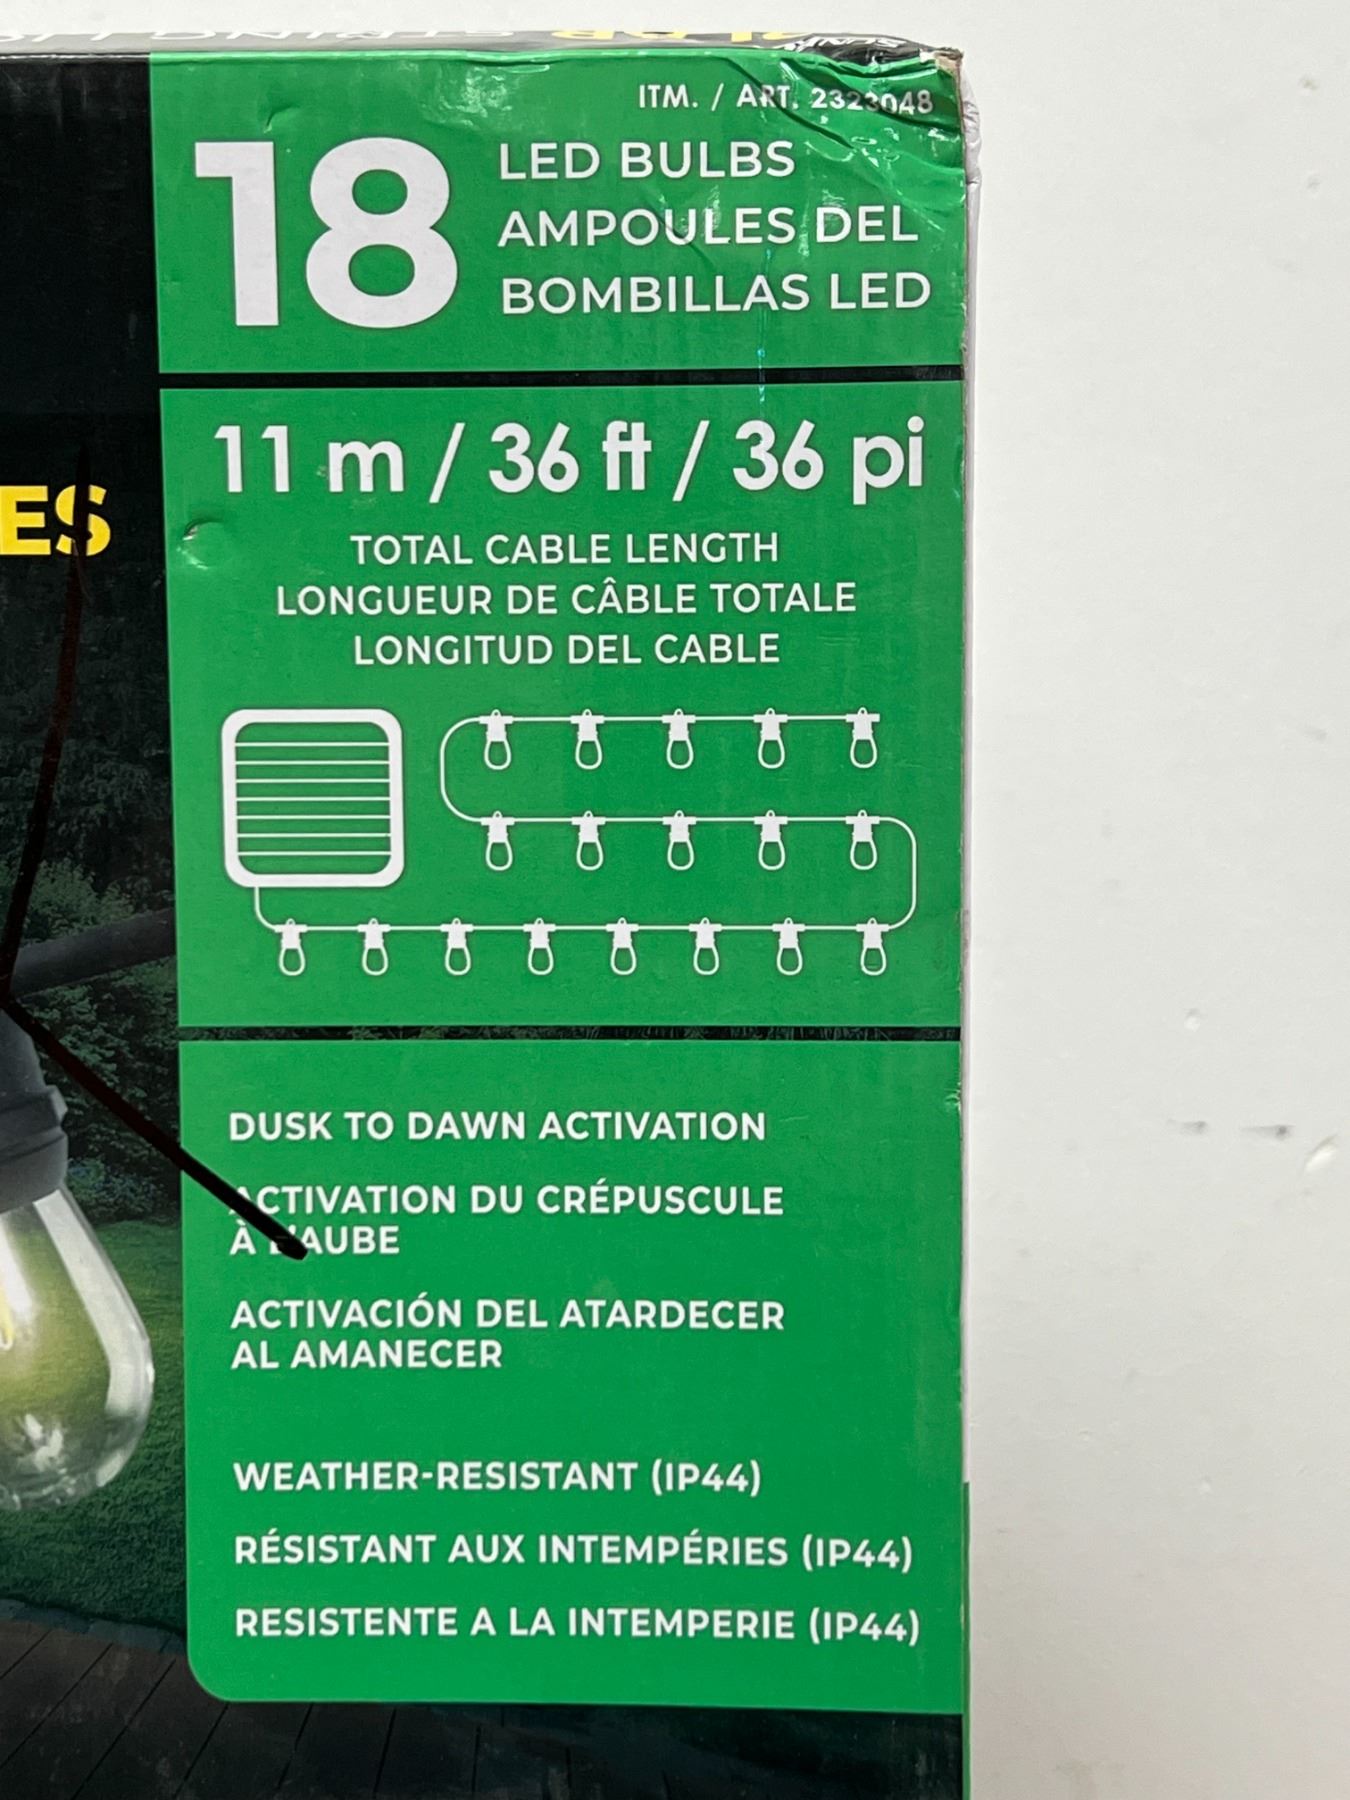 ITM. / ART. 2323048
18
LED BULBS
AMPOULES DEL
BOMBILLAS LED
11 m / 36 ft / 36 pi
TOTAL CABLE LENGTH
LONGUEUR DE CÂBLE TOTALE
LONGITUD DEL CABLE
ES
DUSK TO DAWN ACTIVATION
ACTIVATION DU CRÉPUSCULE
À L'AUBE
ACTIVACIÓN DEL ATARDECER
AL AMANECER
WEATHER-RESISTANT (IP44)
RÉSISTANT AUX INTEMPÉRIES (IP44)
RESISTENTE A LA INTEMPERIE (IP44)